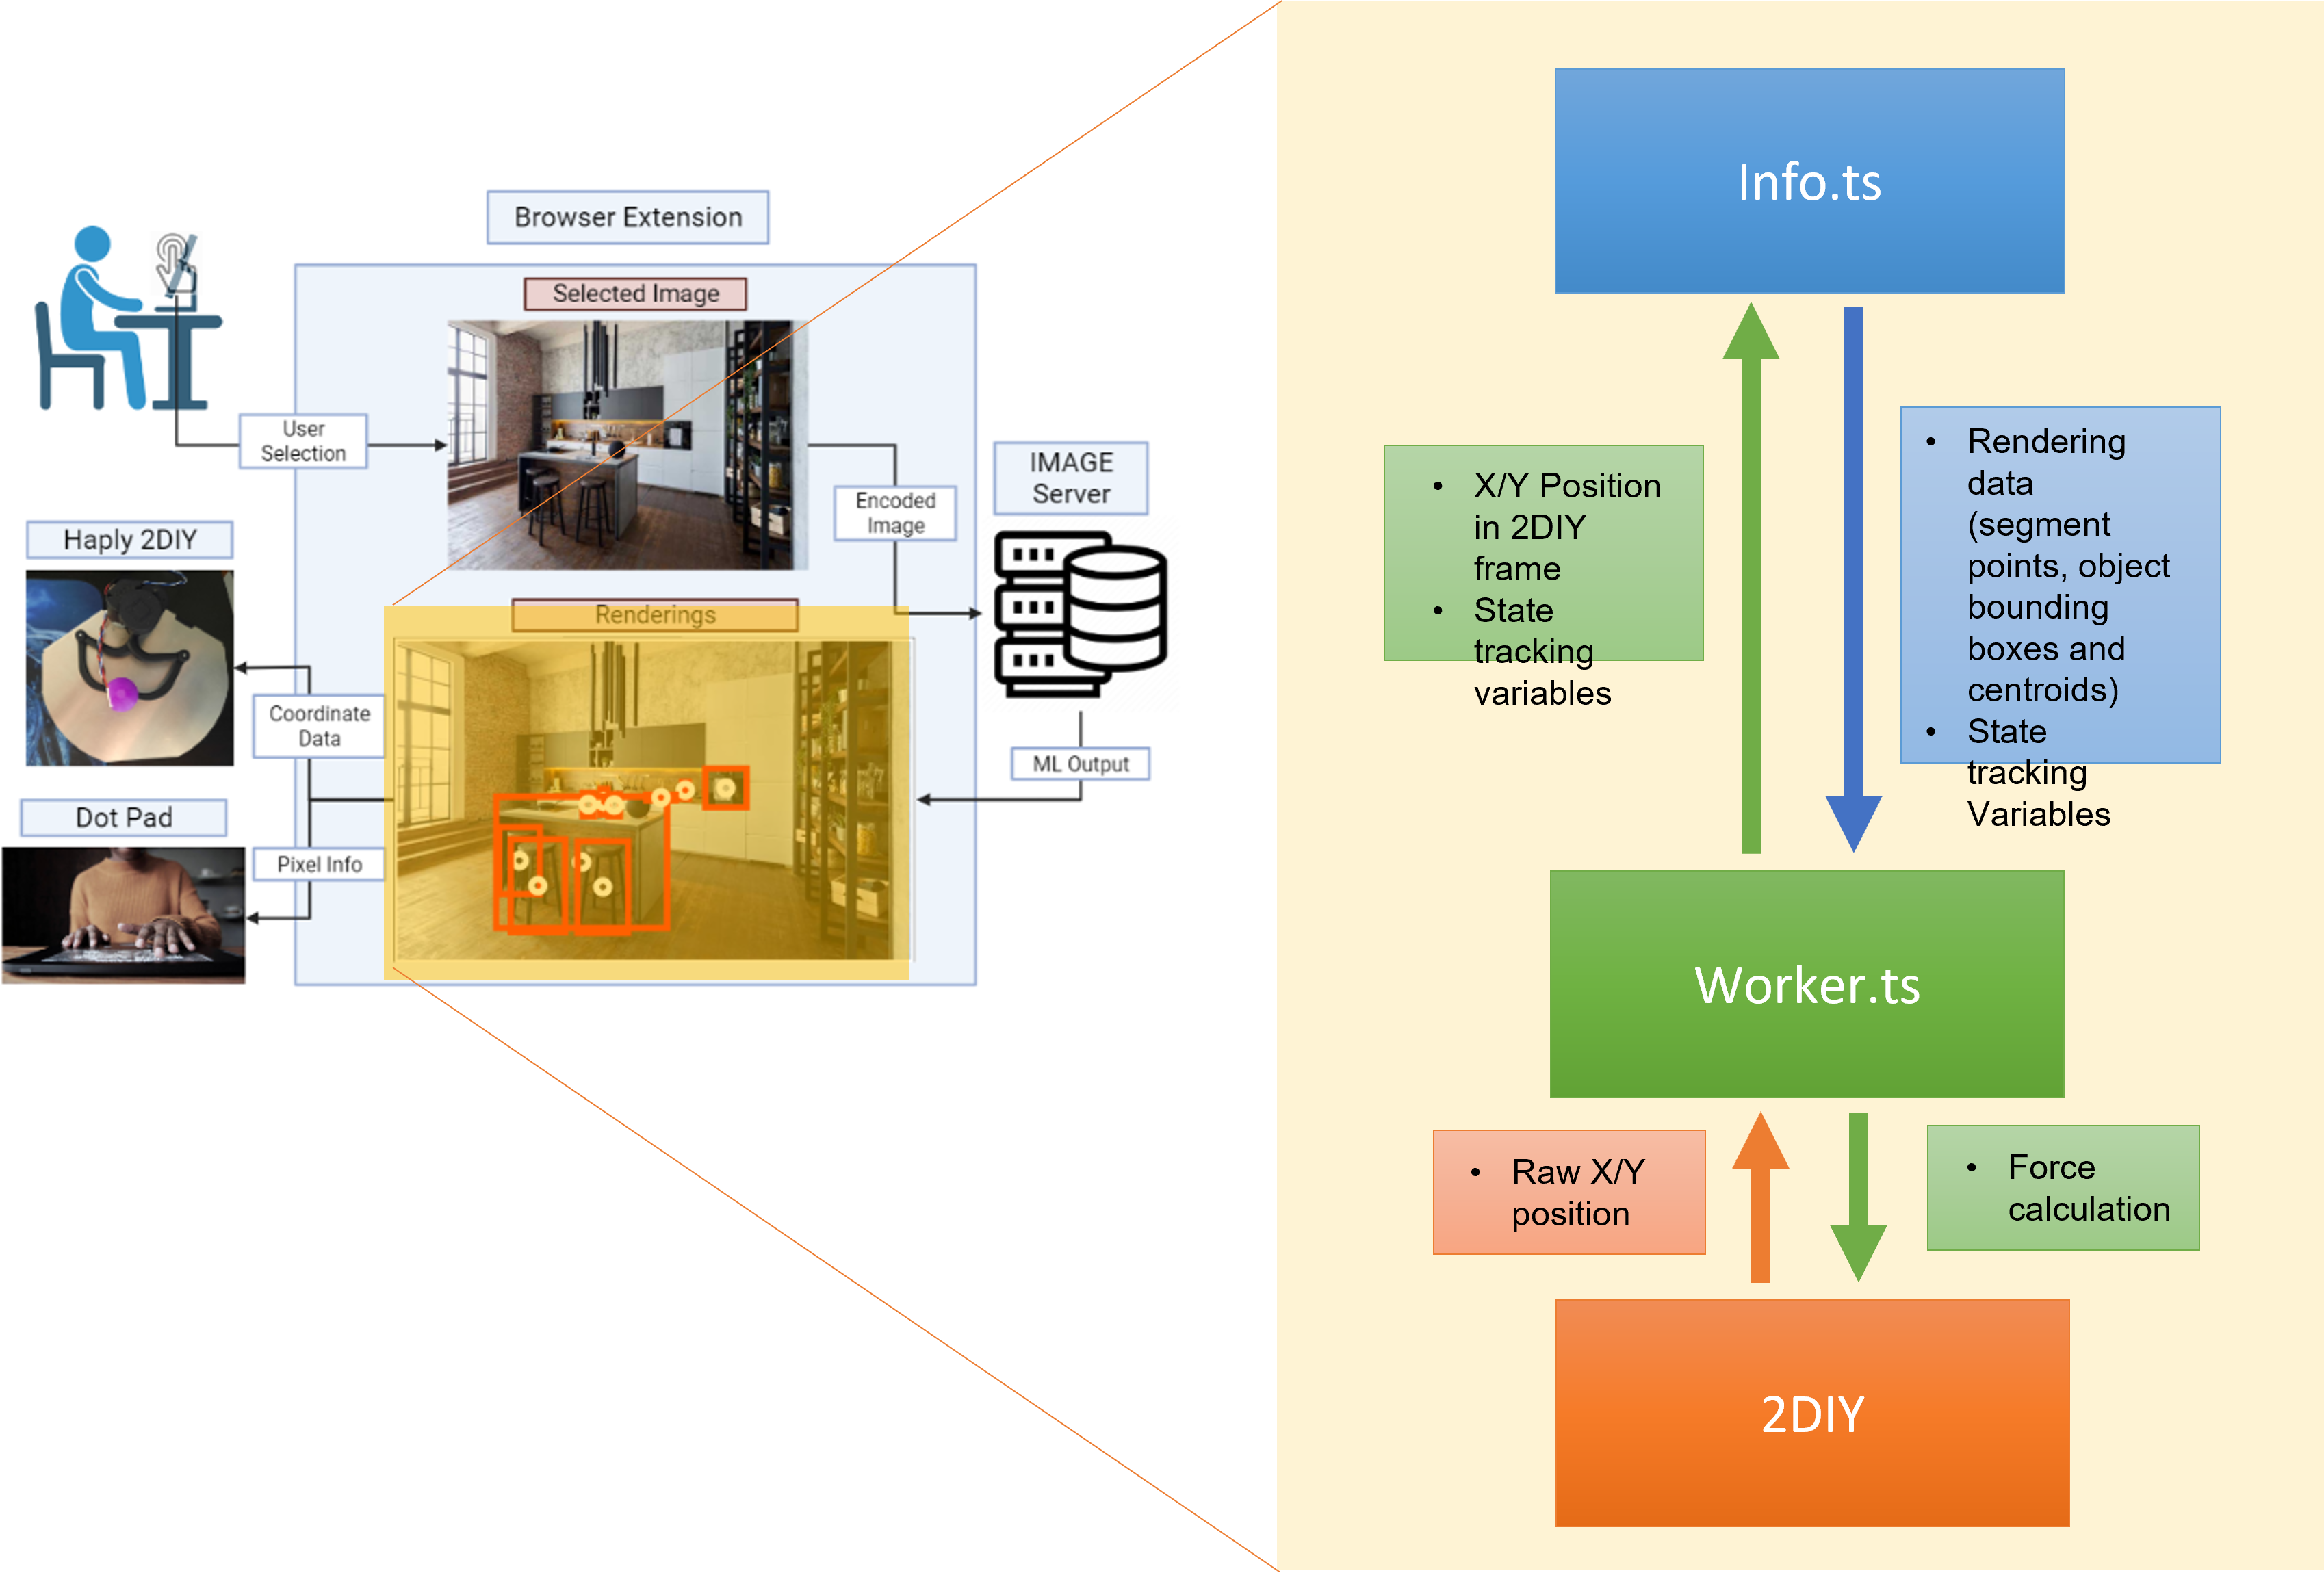 Browser Extension
Selected Image
User
Selection
Encoded
Image
IMAGE
Server
Haply 2DIY
Renderings
Coordinate
Data
ML Output
Dot Pad
Pixel Info
Info.ts
• X/Y Position
in 2DIY
frame
• State
tracking
variables
• Rendering
data
(segment
points, object
bounding
boxes and
centroids)
• State
tracking
Variables
Worker.ts
• Raw X/Y
position
• Force
calculation
2DIY